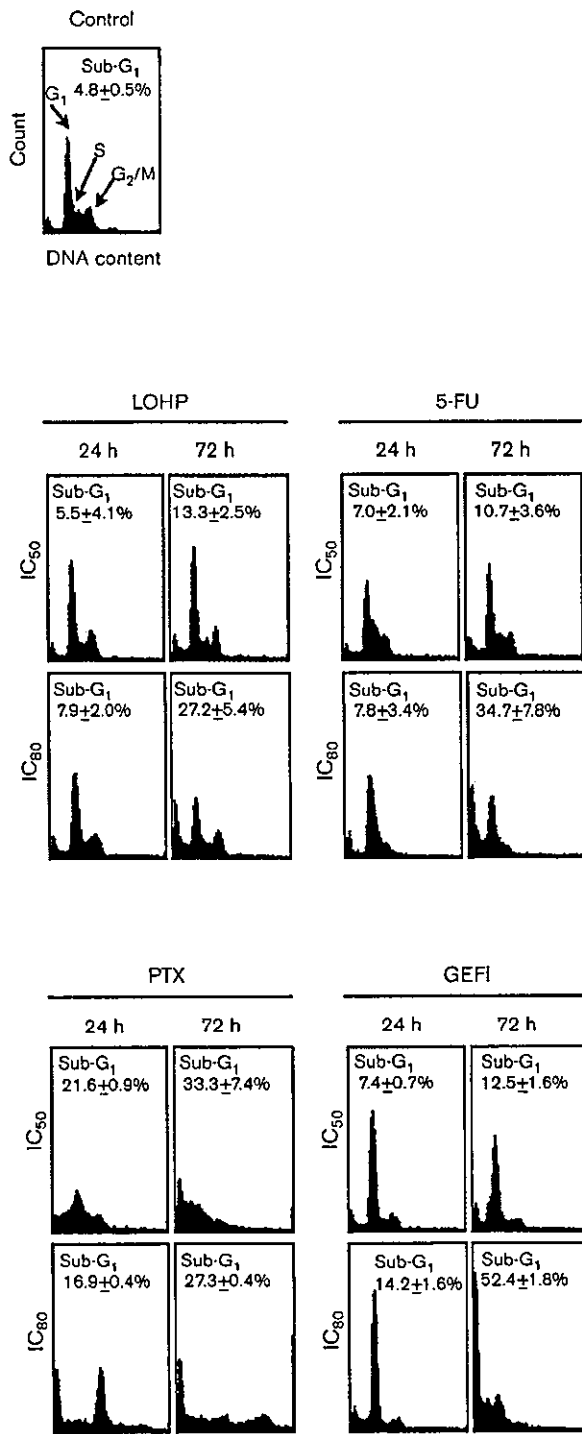 Control
Sub-G₁
4.8±0.5%
G₁
S
G₂/M
Count
DNA content
LOHP
5-FU
24 h
72 h
24 h
72 h
IC₅₀
Sub-G₁
5.5±4.1%
Sub-G₁
13.3±2.5%
IC₅₀
Sub-G₁
7.0±2.1%
Sub-G₁
10.7±3.6%
IC₈₀
Sub-G₁
7.9±2.0%
Sub-G₁
27.2±5.4%
IC₈₀
Sub-G₁
7.8±3.4%
Sub-G₁
34.7±7.8%
PTX
GEFI
24 h
72 h
24 h
72 h
IC₅₀
Sub-G₁
21.6±0.9%
Sub-G₁
33.3±7.4%
IC₅₀
Sub-G₁
7.4±0.7%
Sub-G₁
12.5±1.6%
IC₈₀
Sub-G₁
16.9±0.4%
Sub-G₁
27.3±0.4%
IC₈₀
Sub-G₁
14.2±1.6%
Sub-G₁
52.4±1.8%